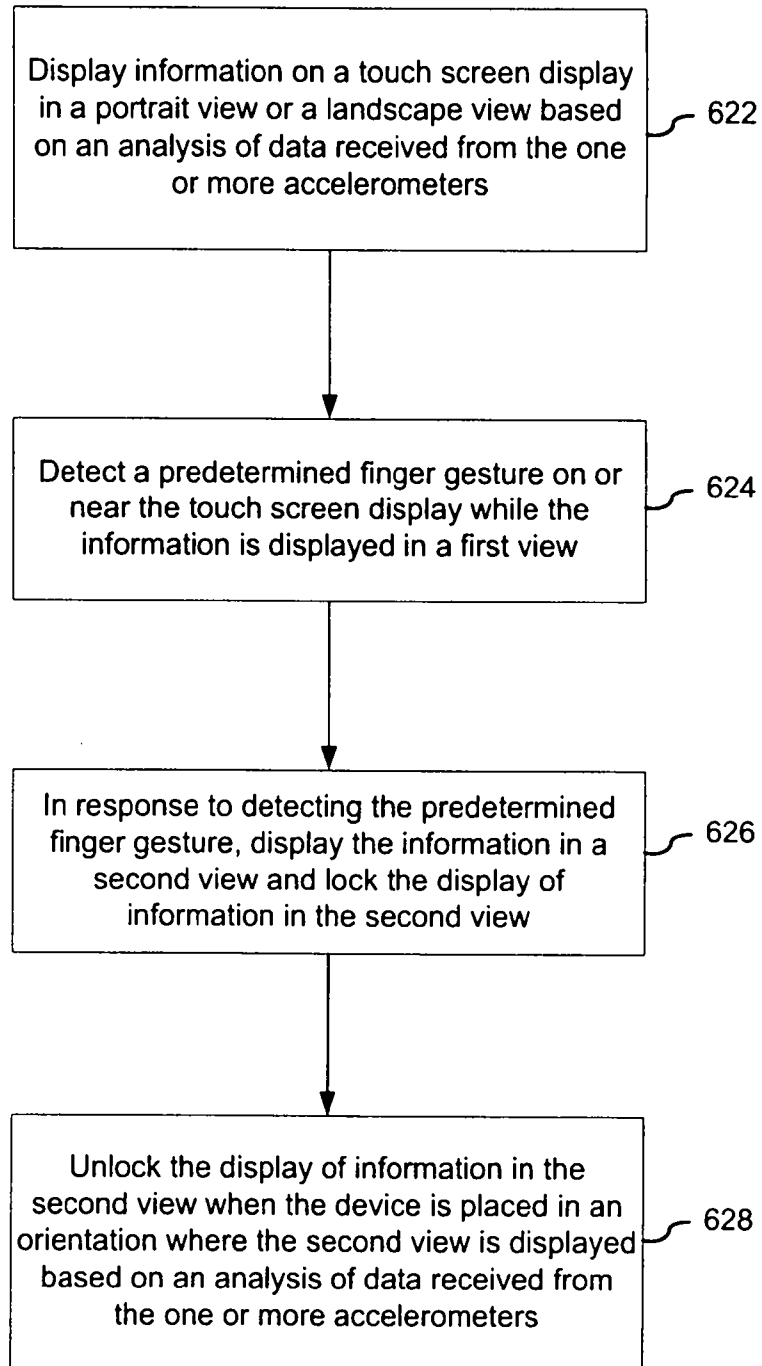 Display information on a touch screen display
in a portrait view or a landscape view based
on an analysis of data received from the one
or more accelerometers
622
Detect a predetermined finger gesture on or
near the touch screen display while the
information is displayed in a first view
624
In response to detecting the predetermined
finger gesture, display the information in a
second view and lock the display of
information in the second view
626
Unlock the display of information in the
second view when the device is placed in an
orientation where the second view is displayed
based on an analysis of data received from
the one or more accelerometers
628